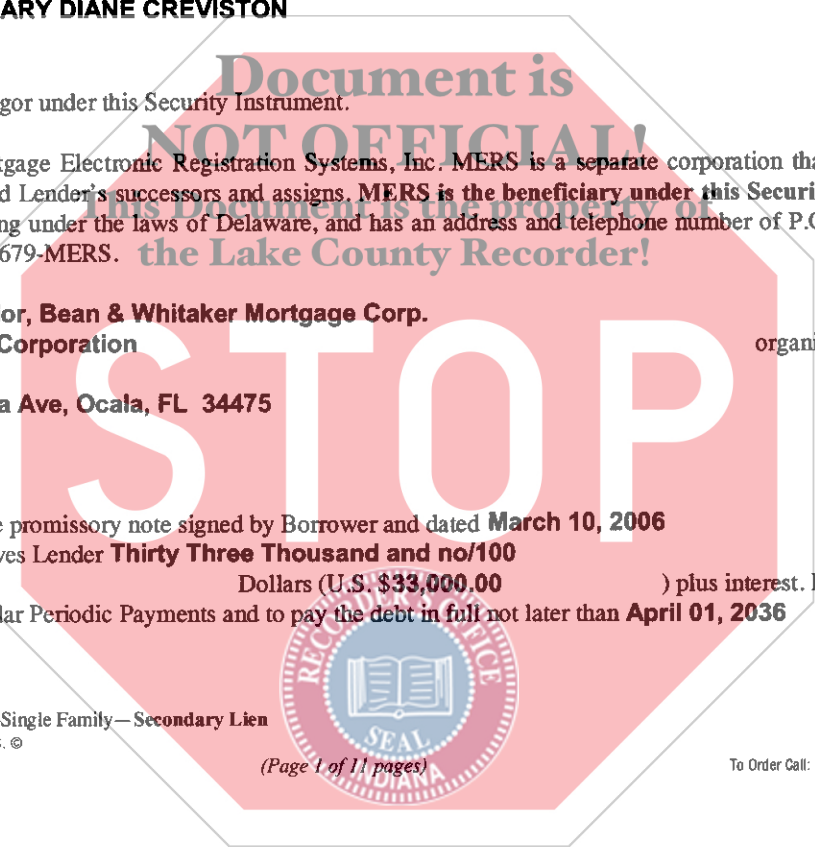 ARY DIANE CREVISTON
Document is
gor under this Security Instrument.
NOT OFFICIAL!
tgage Electronic Registration Systems, Inc. MERS is a separate corporation tha
d Lender's successors and assigns. MERS is the beneficiary under this Securi
This Document is the property of
ng under the laws of Delaware, and has an address and telephone number of P.O
679-MERS.
the Lake County Recorder!
or, Bean & Whitaker Mortgage Corp.
Corporation organi
STOP
a Ave, Ocala, FL 34475
e promissory note signed by Borrower and dated March 10, 2006
ves Lender Thirty Three Thousand and no/100
Dollars (U.S. $33,000.00 ) plus interest.
lar Periodic Payments and to pay the debt in full not later than April 01, 2036
RECORDER'S OFFICE
SEAL
INDIANA
Single Family—Secondary Lien
. ©
(Page 1 of 11 pages)
To Order Call: